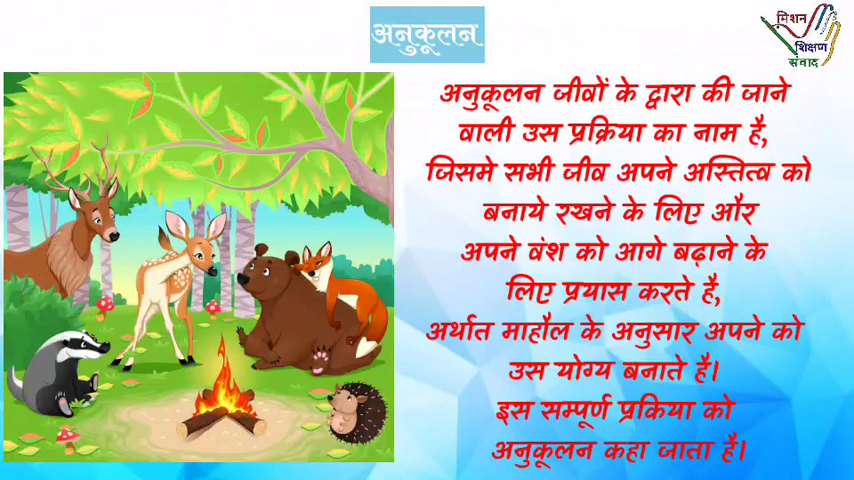 अनुकूलन
मिशन
शिक्षण
संवाद
अनुकूलन जीवों के द्वारा की जाने
वाली उस प्रक्रिया का नाम है,
जिसमे सभी जीव अपने अस्तित्व को
बनाये रखने के लिए और
अपने वंश को आगे बढ़ाने के
लिए प्रयास करते है,
अर्थात माहौल के अनुसार अपने को
उस योग्य बनाते है।
इस सम्पूर्ण प्रकिया को
अनुकूलन कहा जाता है।